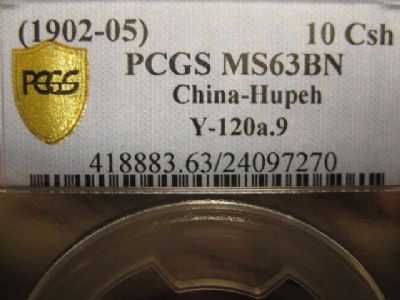 (1902-05) 10 Csh
PCGS PCGS MS63BN
China-Hupeh
Y-120a.9
418883.63/24097270